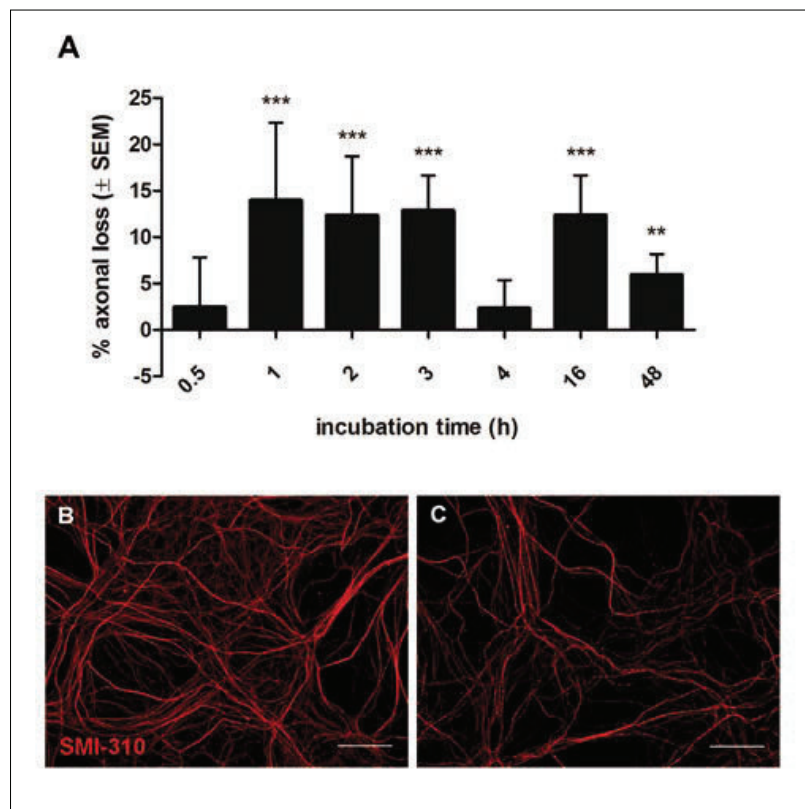 A
% axonal loss (± SEM)
25
20
15
10
5
0
-5
***
***
***
***
**
0.5 1 2 3 4 16 48
incubation time (h)
B
SMI-310
C